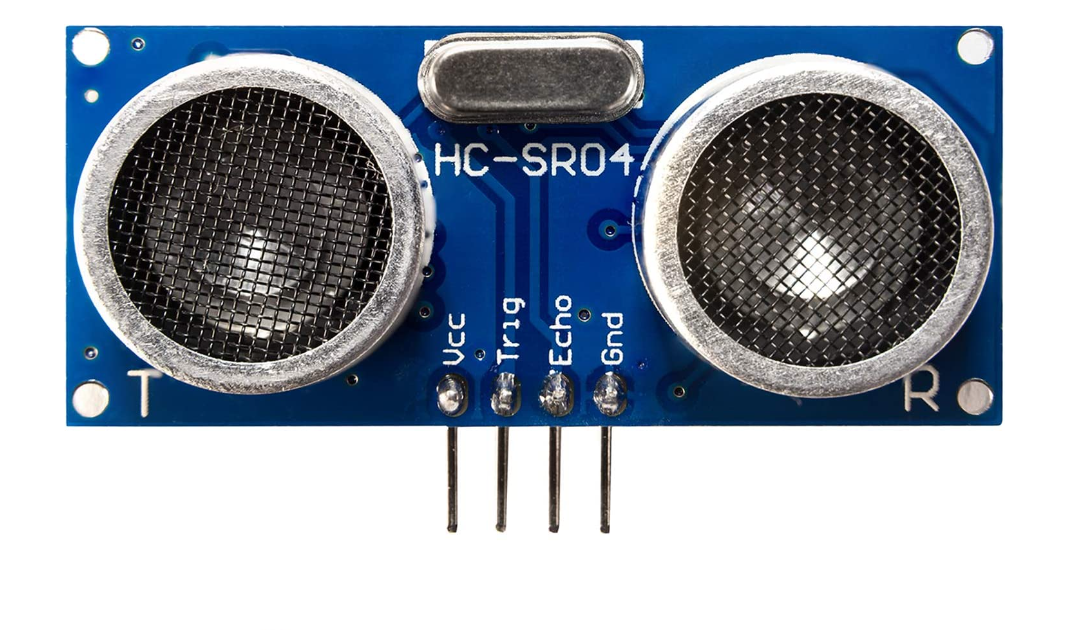 HC-SR04
Vcc
Trig
Echo
Gnd
T
R